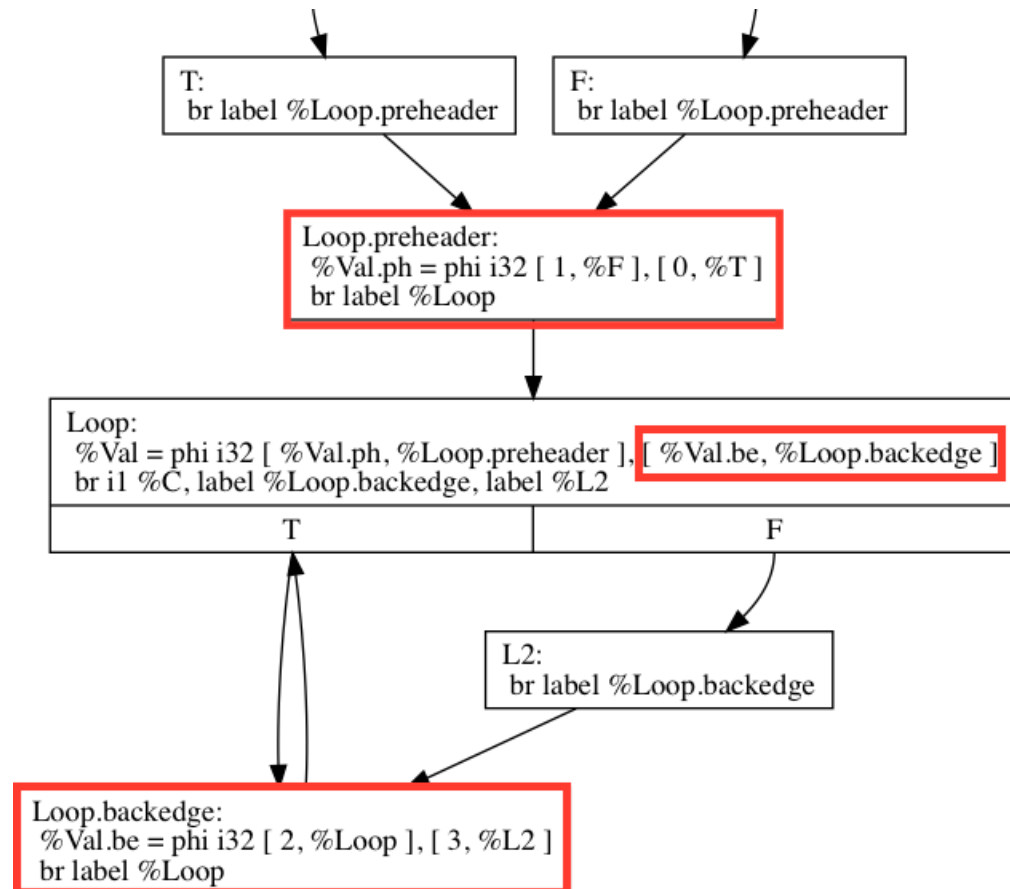 T:
br label %Loop.preheader
F:
br label %Loop.preheader
Loop.preheader:
%Val.ph = phi i32 [ 1, %F ], [ 0, %T ]
br label %Loop
Loop:
%Val = phi i32 [ %Val.ph, %Loop.preheader ], [ %Val.be, %Loop.backedge ]
br i1 %C, label %Loop.backedge, label %L2
T
F
L2:
br label %Loop.backedge
Loop.backedge:
%Val.be = phi i32 [ 2, %Loop ], [ 3, %L2 ]
br label %Loop